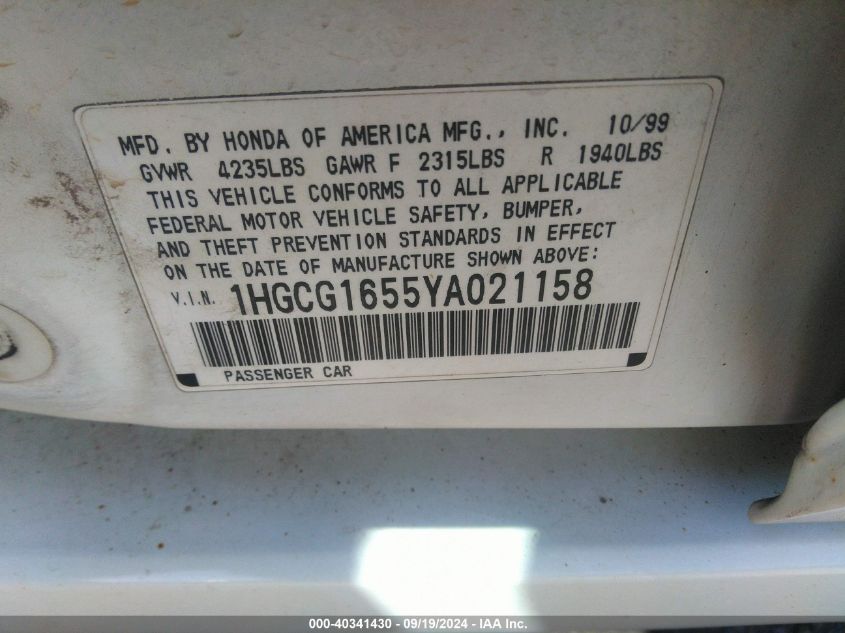 MFD. BY HONDA OF AMERICA MFG., INC. 10/99
GVWR 4235LBS GAWR F 2315LBS R 1940LBS
THIS VEHICLE CONFORMS TO ALL APPLICABLE
FEDERAL MOTOR VEHICLE SAFETY, BUMPER,
AND THEFT PREVENTION STANDARDS IN EFFECT
ON THE DATE OF MANUFACTURE SHOWN ABOVE:
V.I.N. 1HGCG1655YA021158
PASSENGER CAR
000-40341430 - 09/19/2024 - IAA Inc.